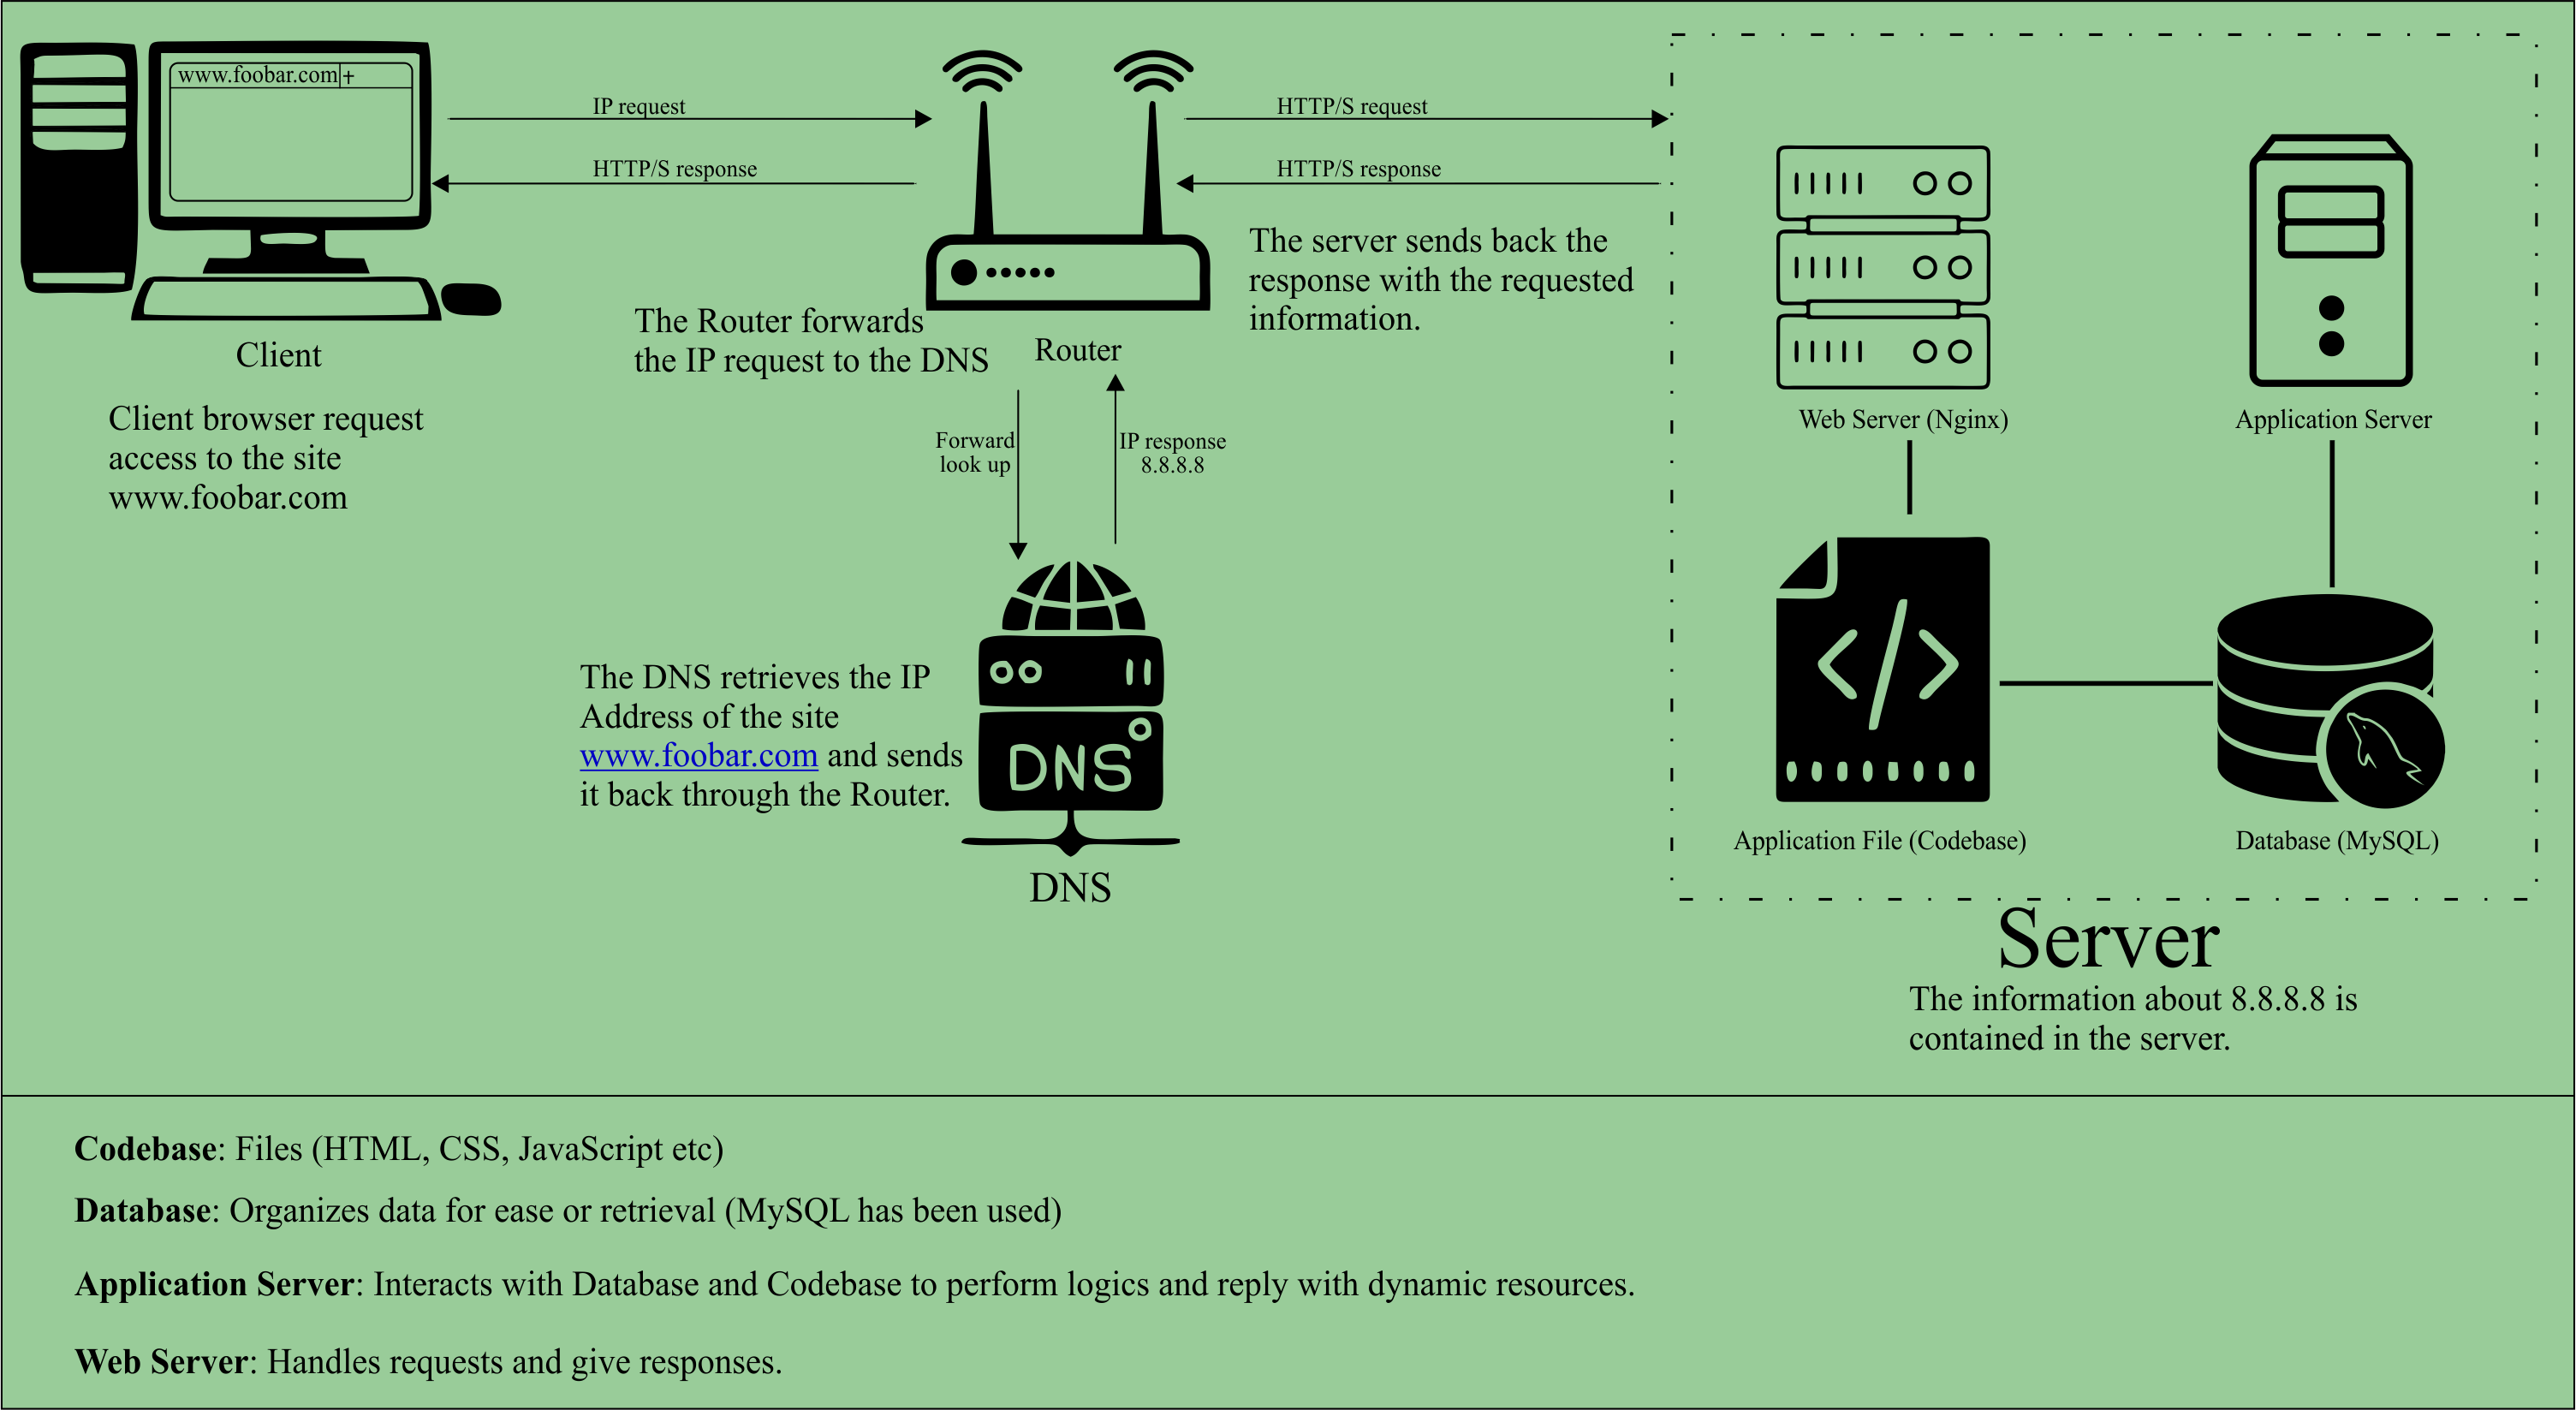 www.foobar.com +
IP request
HTTP/S response
HTTP/S request
HTTP/S response
The server sends back the
response with the requested
information.
The Router forwards
the IP request to the DNS
Router
Client
Client browser request
access to the site
www.foobar.com
Forward
look up
IP response
8.8.8.8
Web Server (Nginx)
Application Server
The DNS retrieves the IP
Address of the site
www.foobar.com and sends
it back through the Router.
DNS
DNS
Application File (Codebase)
Database (MySQL)
Server
The information about 8.8.8.8 is
contained in the server.
Codebase: Files (HTML, CSS, JavaScript etc)
Database: Organizes data for ease or retrieval (MySQL has been used)
Application Server: Interacts with Database and Codebase to perform logics and reply with dynamic resources.
Web Server: Handles requests and give responses.